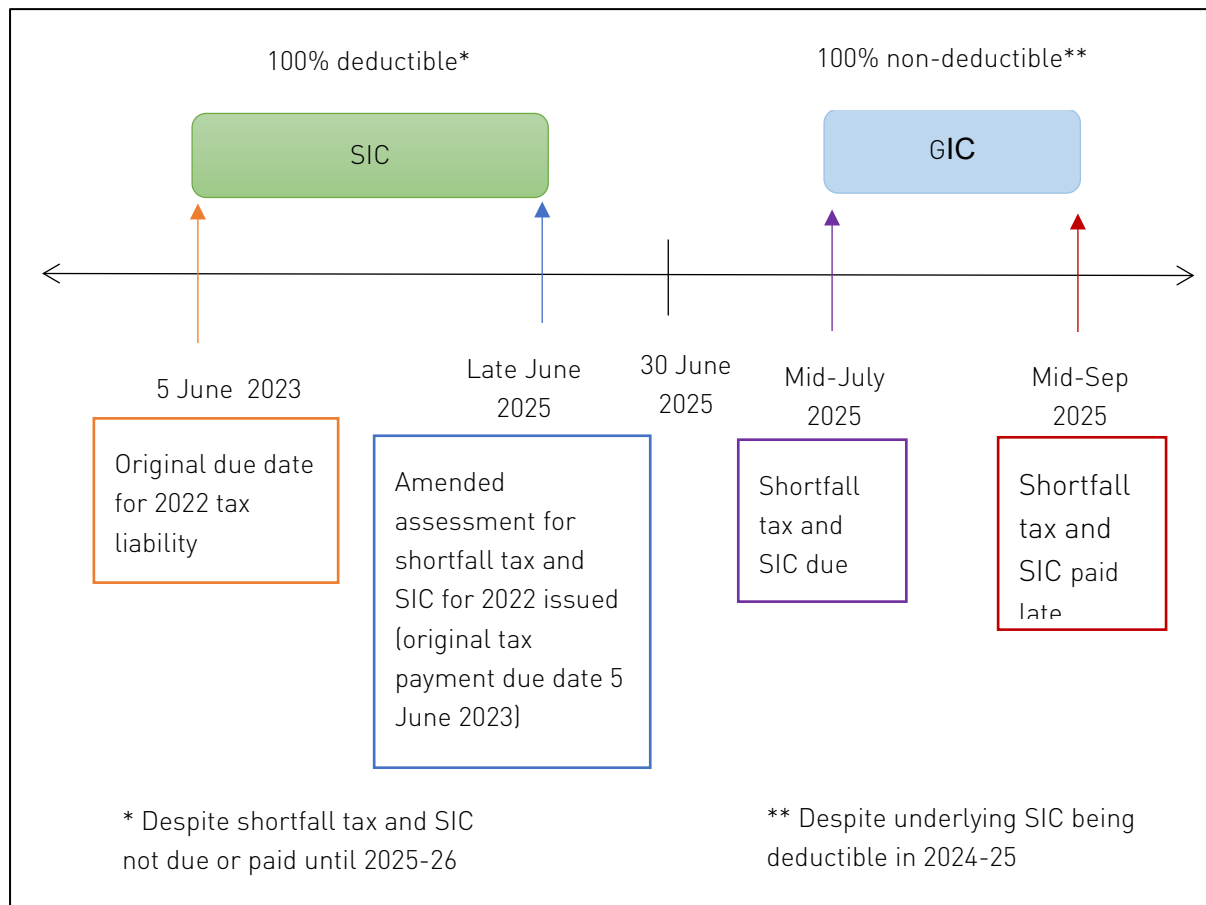 100% deductible*
100% non-deductible**
SIC
GIC
5 June 2023
Late June
2025
30 June
2025
Mid-July
2025
Mid-Sep
2025
Original due date
for 2022 tax
liability
Amended
assessment for
shortfall tax and
SIC for 2022 issued
(original tax
payment due date 5
June 2023)
Shortfall
tax and
SIC due
Shortfall
tax and
SIC paid
late
* Despite shortfall tax and SIC
not due or paid until 2025-26
** Despite underlying SIC being
deductible in 2024-25